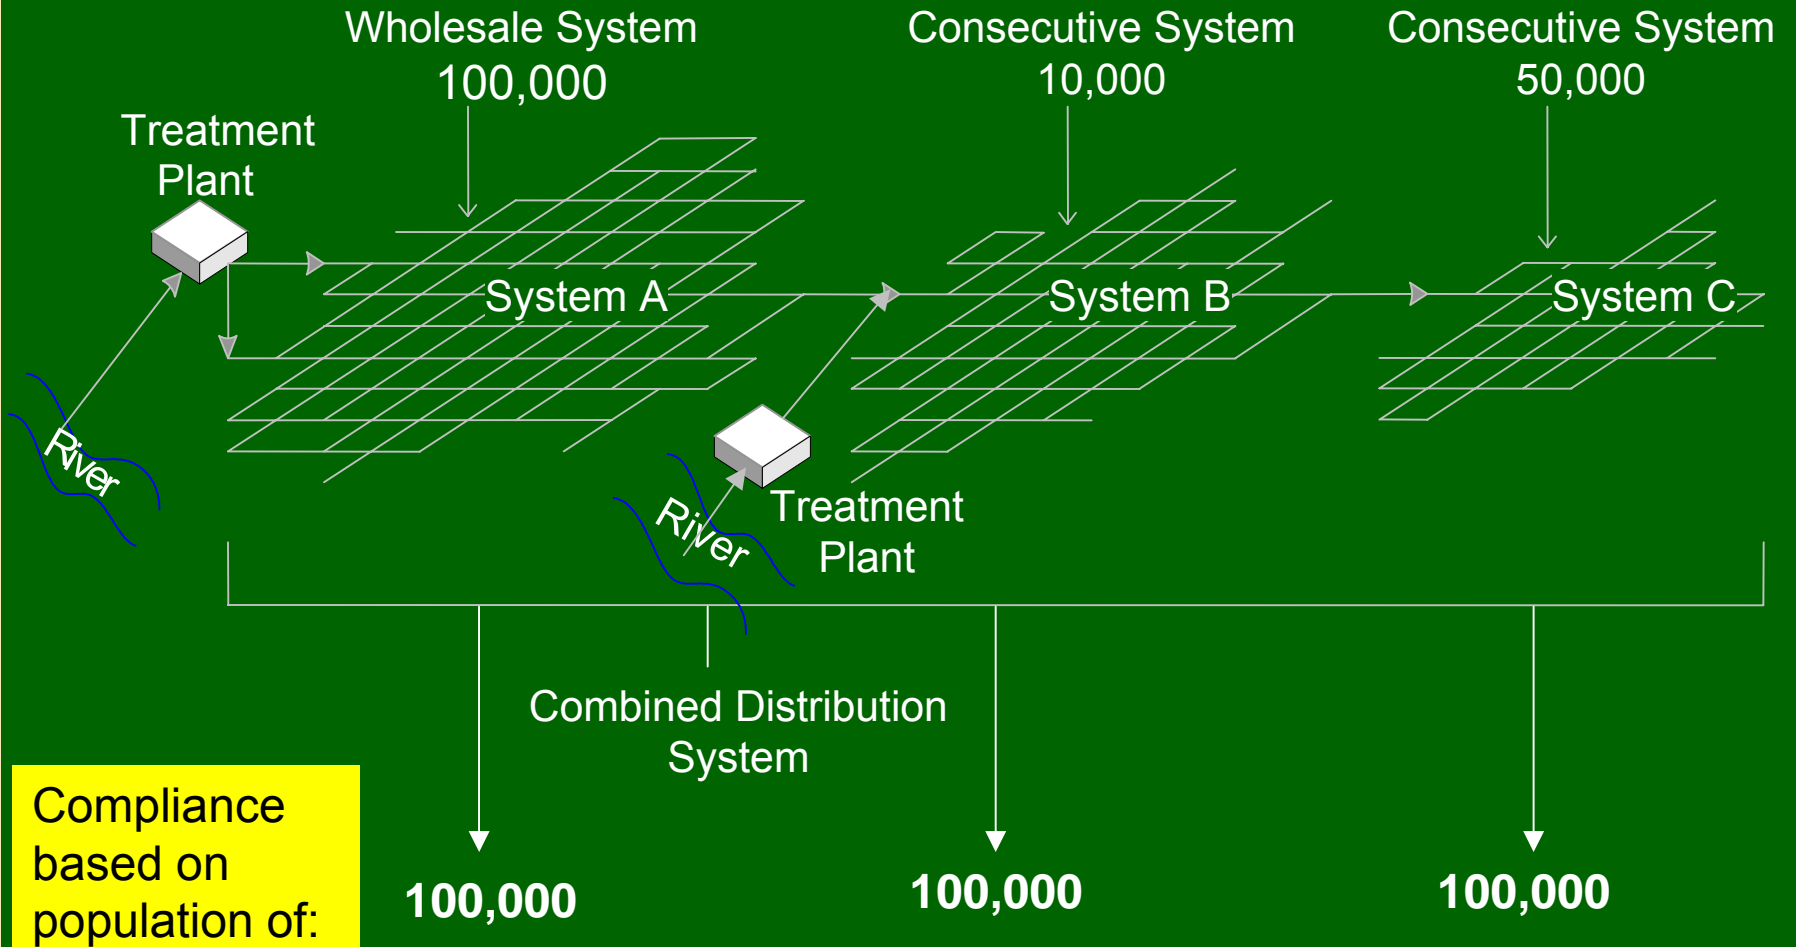 Wholesale System
100,000
Consecutive System
10,000
Consecutive System
50,000
Treatment
Plant
System A
System B
System C
River
River
Treatment
Plant
Combined Distribution
System
Compliance
based on
population of:
100,000
100,000
100,000